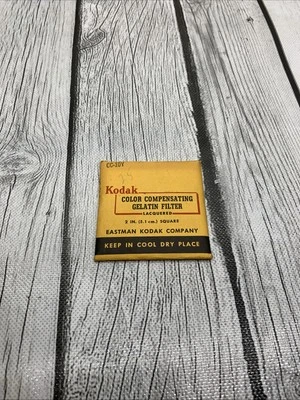 CC-20Y
Kodak
COLOR COMPENSATING
GELATIN FILTER
LACQUERED
2 IN. (5.1 cm.) SQUARE
EASTMAN KODAK COMPANY
KEEP IN COOL DRY PLACE